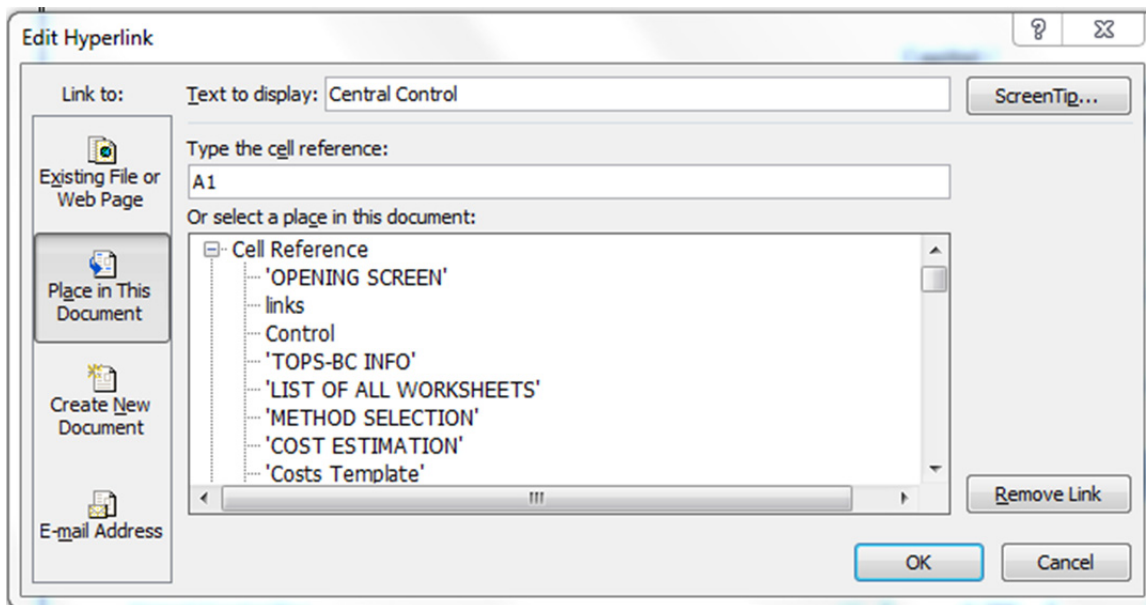 Edit Hyperlink
Link to:
Text to display: Central Control
ScreenTip...
Existing File or
Web Page
Place in This
Document
Create New
Document
E-mail Address
Type the cell reference:
A1
Or select a place in this document:
Cell Reference
'OPENING SCREEN'
links
Control
'TOPS-BC INFO'
'LIST OF ALL WORKSHEETS'
'METHOD SELECTION'
'COST ESTIMATION'
'Costs Template'
Remove Link
OK
Cancel